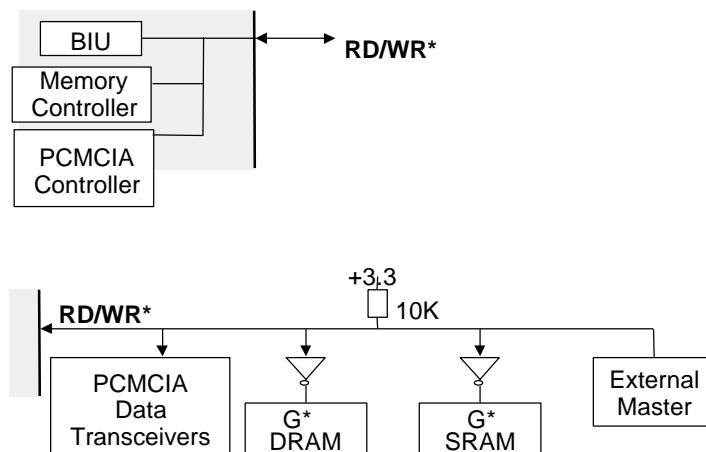 BIU
RD/WR*
Memory
Controller
PCMCIA
Controller
+3.3
RD/WR*
10K
PCMCIA
Data
Transceivers
G*
DRAM
G*
SRAM
External
Master